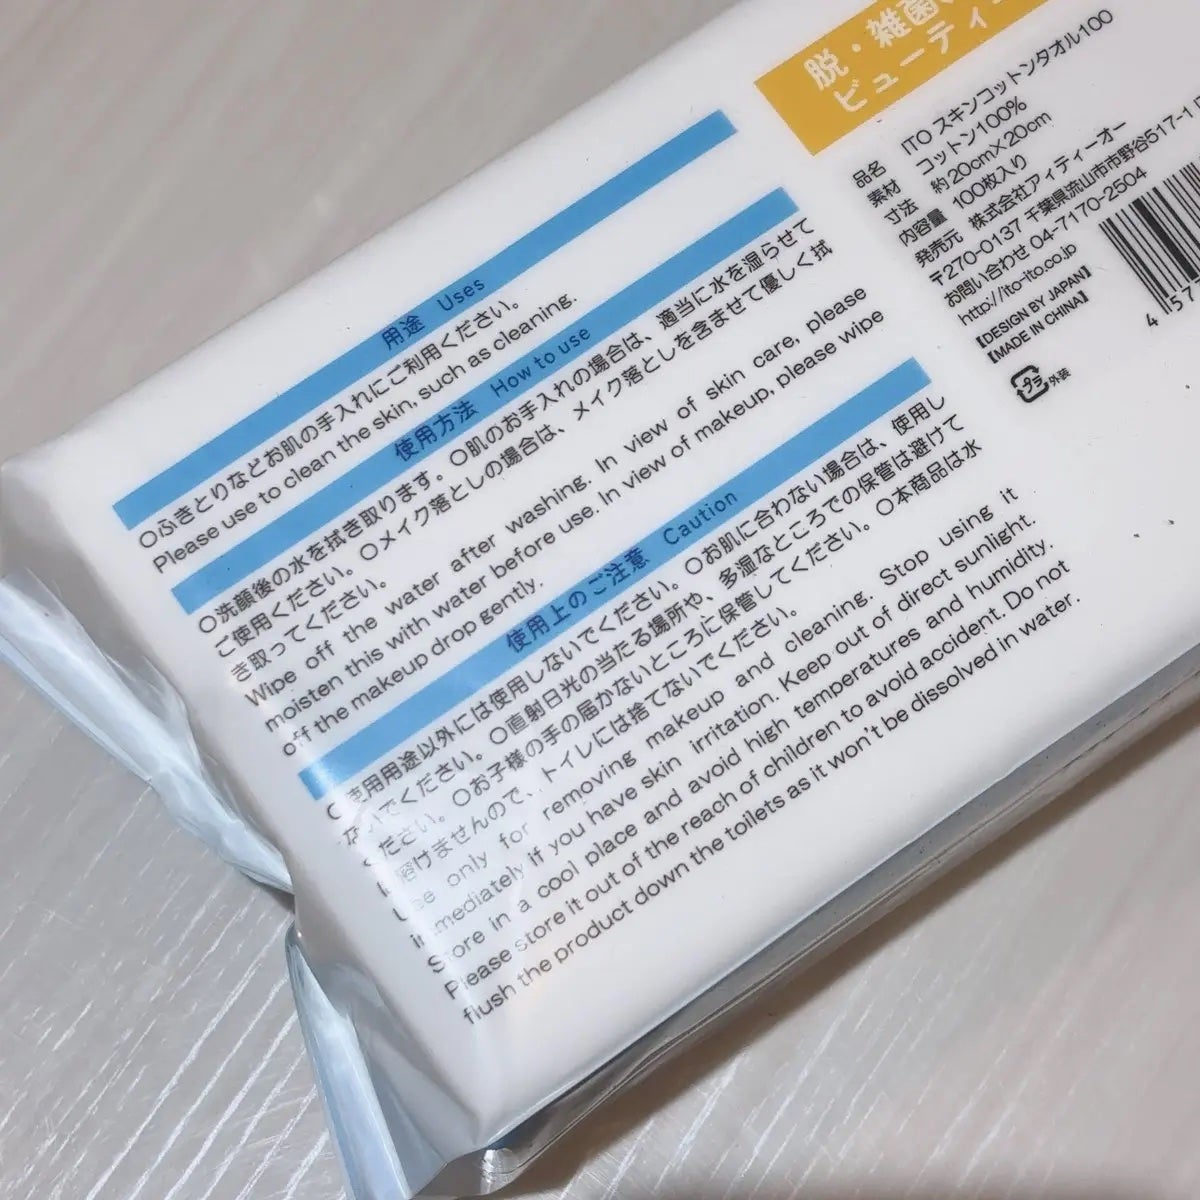 脱・雑菌
ビューティ
品名 ITO スキンコットンタオル100
素材 コットン100%
寸法 約20cm×20cm
内容量 100枚入り
発売元 株式会社アイティーオー
〒270-0137 千葉県流山市市野谷517-1
お問い合わせ 04-7170-2504
http://ito-ito.co.jp
【DESIGN BY JAPAN】
【MADE IN CHINA】
プラ 外装
4 57
用途 Uses
○ふきとりなどお肌の手入れにご利用ください。
Please use to clean the skin, such as cleaning.
使用方法 How to use
○洗顔後の水を拭き取ります。○肌のお手入れの場合は、適当に水を湿らせて
ご使用ください。○メイク落としの場合は、メイク落としを含ませて優しく拭
き取ってください。
Wipe off the water after washing. In view of skin care, please
moisten this with water before use. In view of makeup, please wipe
off the makeup drop gently.
使用上のご注意 Caution
○使用用途以外には使用しないでください。○お肌に合わない場合は、使用し
ないでください。○直射日光の当たる場所や、多湿なところでの保管は避けて
ください。○お子様の手の届かないところに保管してください。○本商品は水
に溶けませんので、トイレには捨てないでください。
Use only for removing makeup and cleaning. Stop using it
immediately if you have skin irritation. Keep out of direct sunlight.
Store in a cool place and avoid high temperatures and humidity.
Please store it out of the reach of children to avoid accident. Do not
flush the product down the toilets as it won't be dissolved in water.